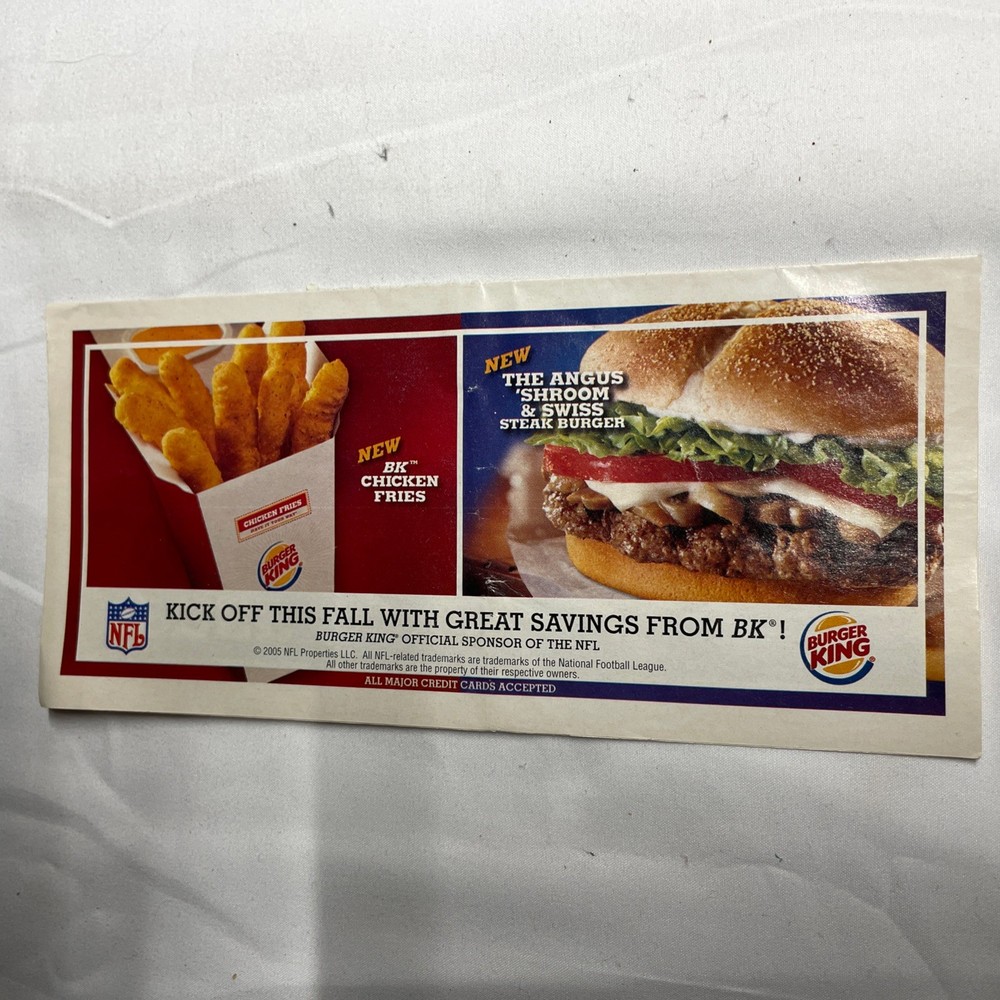 NEW
BK™
CHICKEN
FRIES
CHICKEN FRIES
BURGER
KING
NEW
THE ANGUS
'SHROOM
& SWISS
STEAK BURGER
NFL
KICK OFF THIS FALL WITH GREAT SAVINGS FROM BK®!
BURGER KING® OFFICIAL SPONSOR OF THE NFL
© 2005 NFL Properties LLC. All NFL-related trademarks are trademarks of the National Football League.
All other trademarks are the property of their respective owners.
ALL MAJOR CREDIT CARDS ACCEPTED
BURGER
KING®